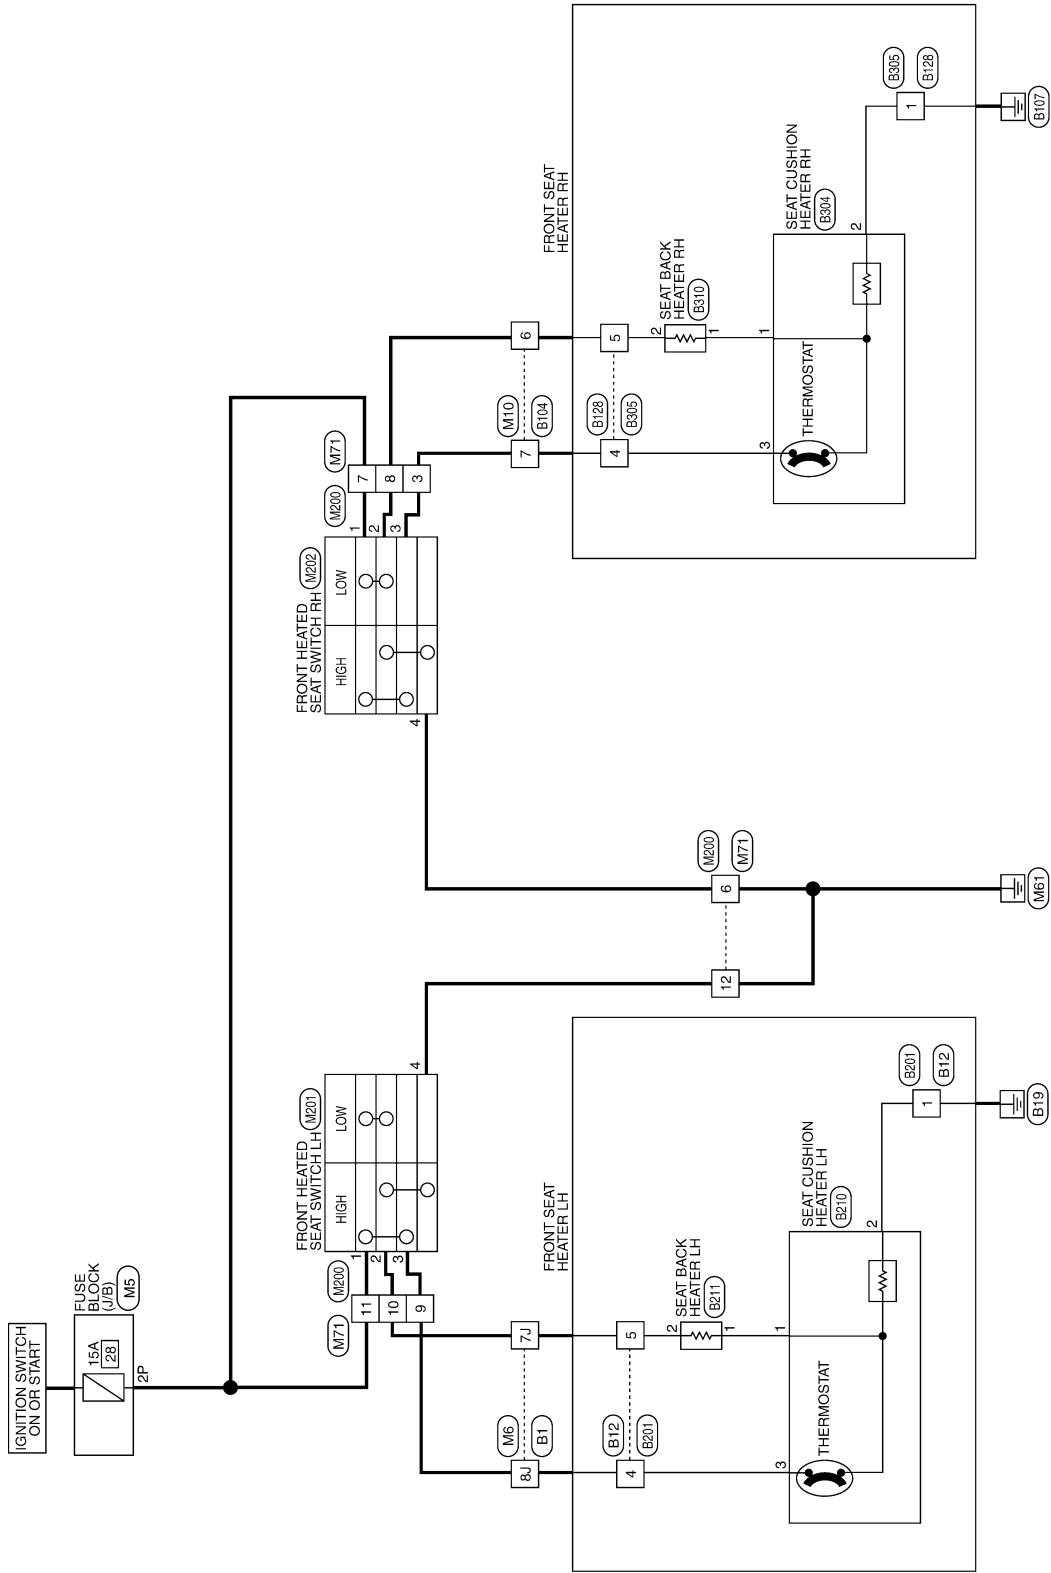 IGNITION SWITCH
ON OR START
FUSE
BLOCK
(J/B)
M5
15A
28
2P
M71
M200
11
10
9
1
2
3
FRONT HEATED
SEAT SWITCH LH
M201
HIGH
LOW
4
M6
B1
8J
7J
FRONT SEAT
HEATER LH
B12
B201
4
5
SEAT BACK
HEATER LH
B211
2
1
3
1
THERMOSTAT
SEAT CUSHION
HEATER LH
B210
2
B201
B12
1
B19
12
6
M200
M71
M61
FRONT HEATED
SEAT SWITCH RH
M202
HIGH
LOW
4
1
2
3
M200
M71
7
8
3
M10
B104
7
6
FRONT SEAT
HEATER RH
B128
B305
4
5
SEAT BACK
HEATER RH
B310
2
1
3
1
THERMOSTAT
SEAT CUSHION
HEATER RH
B304
2
B305
B128
1
B107